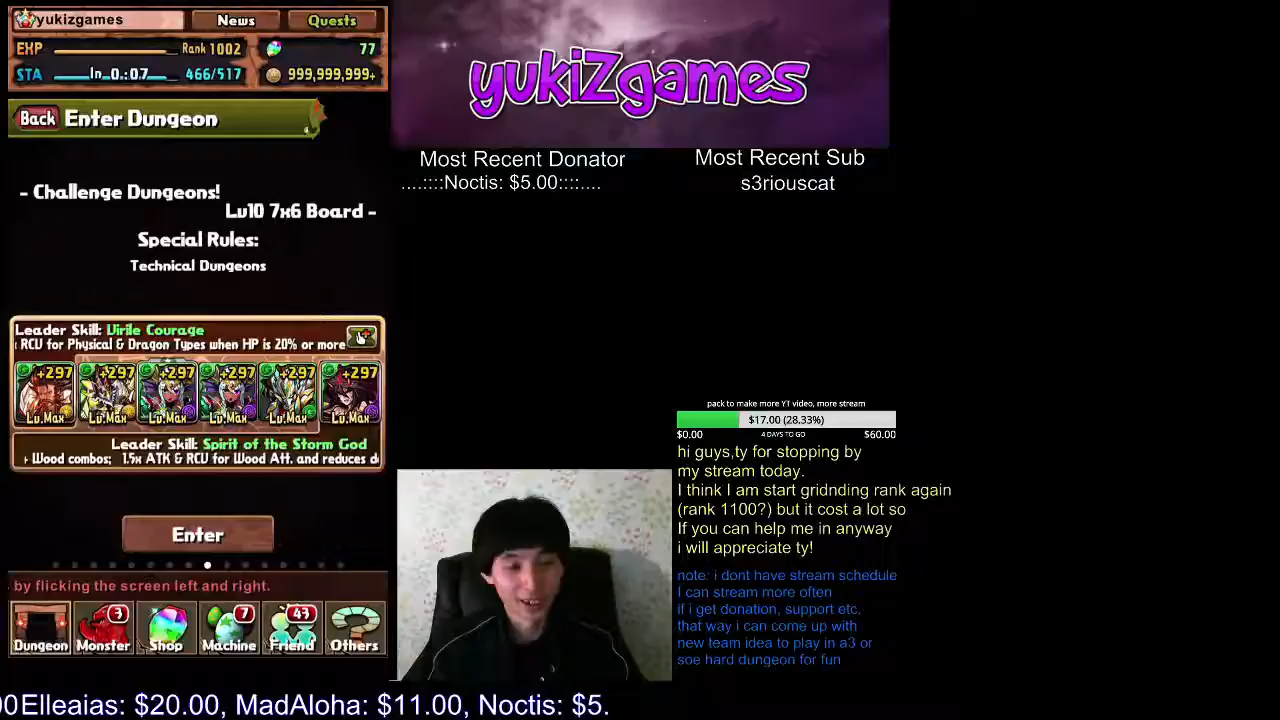 yukizgames
News
Quests
EXP
Rank 1002
77
STA
In 0:07
466/517
999,999,999+
Back
Enter Dungeon
- Challenge Dungeons!
Lv10 7x6 Board -
Special Rules:
Technical Dungeons
Leader Skill: Virile Courage
RCV for Physical & Dragon Types when HP is 20% or more
+297 +297 +297 +297 +297 +297
Lv.Max Lv.Max Lv.Max Lv.Max Lv.Max Lv.Max
Leader Skill: Spirit of the Storm God
+ Wood combos; 1.5x ATK & RCV for Wood Att. and reduces d
Enter
by flicking the screen left and right.
3 7 43
Dungeon Monster Shop Machine Friend Others
yukiZgames
Most Recent Donator
....::::Noctis: $5.00::::....
Most Recent Sub
s3riouscat
pack to make more YT video, more stream
$17.00 (28.33%)
$0.00 4 DAYS TO GO $60.00
hi guys,ty for stopping by
my stream today.
I think I am start gridnding rank again
(rank 1100?) but it cost a lot so
If you can help me in anyway
i will appreciate ty!
note: i dont have stream schedule
I can stream more often
if i get donation, support etc.
that way i can come up with
new team idea to play in a3 or
soe hard dungeon for fun
00Elleaias: $20.00, MadAloha: $11.00, Noctis: $5.